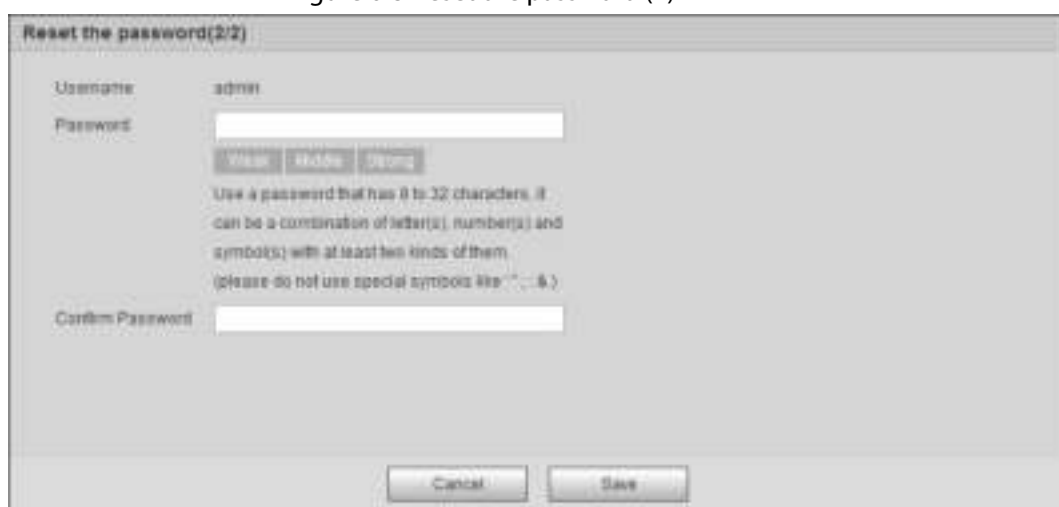 Reset the password(2/2)
Username admin
Password
Weak Middle Strong
Use a password that has 8 to 32 characters, it
can be a combination of letter(s), number(s) and
symbol(s) with at least two kinds of them.
(please do not use special symbols like & )
Confirm Password
Cancel Save